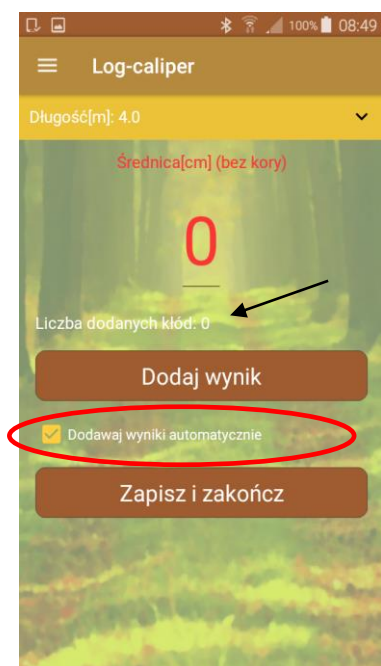 100% 08:49
Log-caliper
Długość[m]: 4.0
Średnica[cm] (bez kory)
0
Liczba dodanych kłód: 0
Dodaj wynik
Dodawaj wyniki automatycznie
Zapisz i zakończ